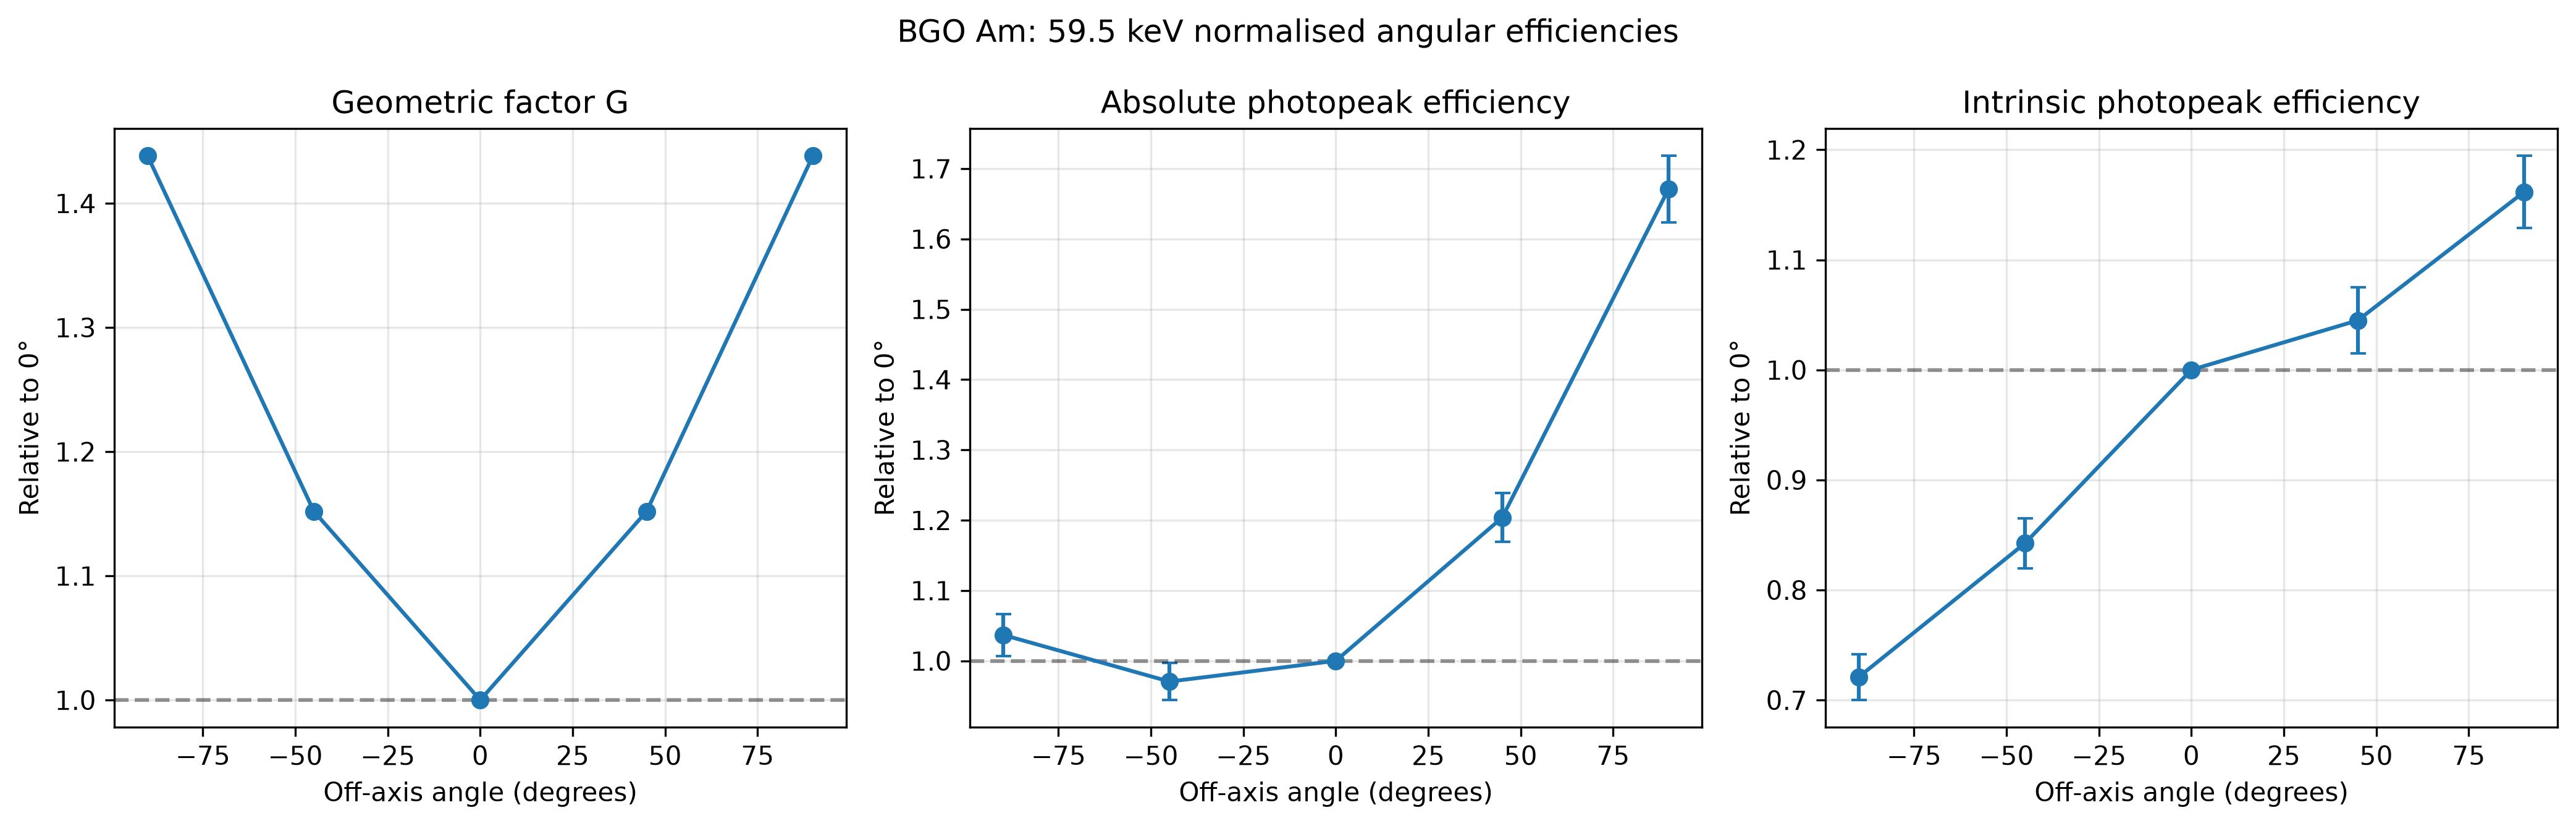 BGO Am: 59.5 keV normalised angular efficiencies
Geometric factor G
Relative to 0°
1.4
1.3
1.2
1.1
1.0
−75 −50 −25 0 25 50 75
Off-axis angle (degrees)
Absolute photopeak efficiency
Relative to 0°
1.7
1.6
1.5
1.4
1.3
1.2
1.1
1.0
−75 −50 −25 0 25 50 75
Off-axis angle (degrees)
Intrinsic photopeak efficiency
Relative to 0°
1.2
1.1
1.0
0.9
0.8
0.7
−75 −50 −25 0 25 50 75
Off-axis angle (degrees)